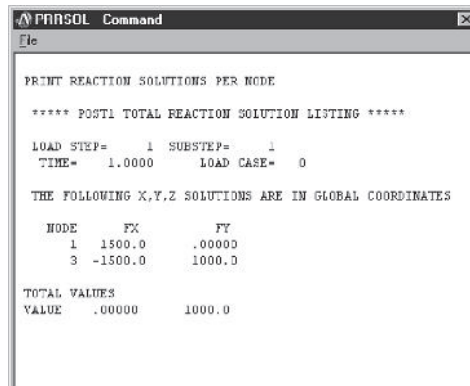 PRRSOL Command
File
PRINT REACTION SOLUTIONS PER NODE
***** POST1 TOTAL REACTION SOLUTION LISTING *****
LOAD STEP= 1 SUBSTEP= 1
TIME= 1.0000 LOAD CASE= 0
THE FOLLOWING X,Y,Z SOLUTIONS ARE IN GLOBAL COORDINATES
NODE FX FY
1 1500.0 .00000
3 -1500.0 1000.0
TOTAL VALUES
VALUE .00000 1000.0